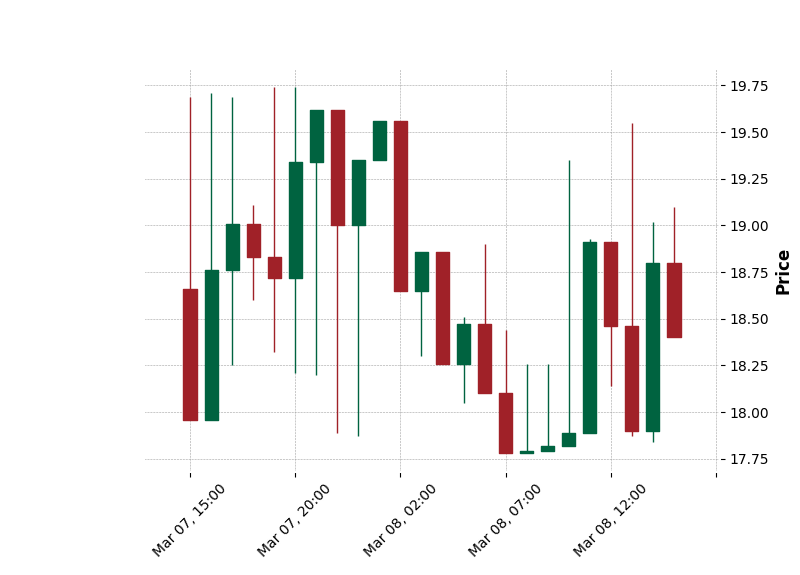 19.75
19.50
19.25
19.00
18.75
18.50
18.25
18.00
17.75
Price
Mar 07, 15:00
Mar 07, 20:00
Mar 08, 02:00
Mar 08, 07:00
Mar 08, 12:00